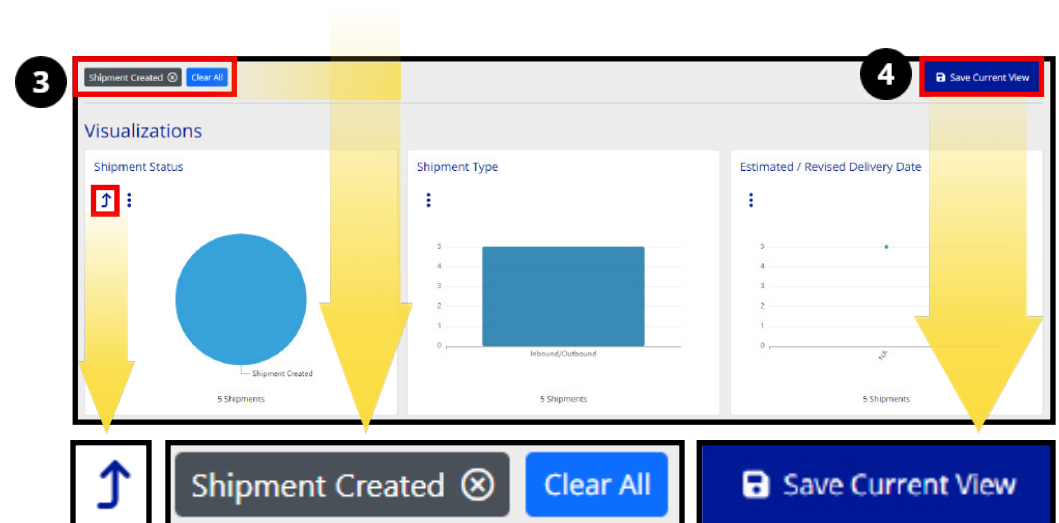 3
Shipment Created Clear All
4
Save Current View
Visualizations
Shipment Status
Shipment Type
Estimated / Revised Delivery Date
Shipment Created
5 Shipments
5
4
3
2
1
0
Inbound/Outbound
5 Shipments
5
4
3
2
1
0
NA
5 Shipments
Shipment Created Clear All
Save Current View